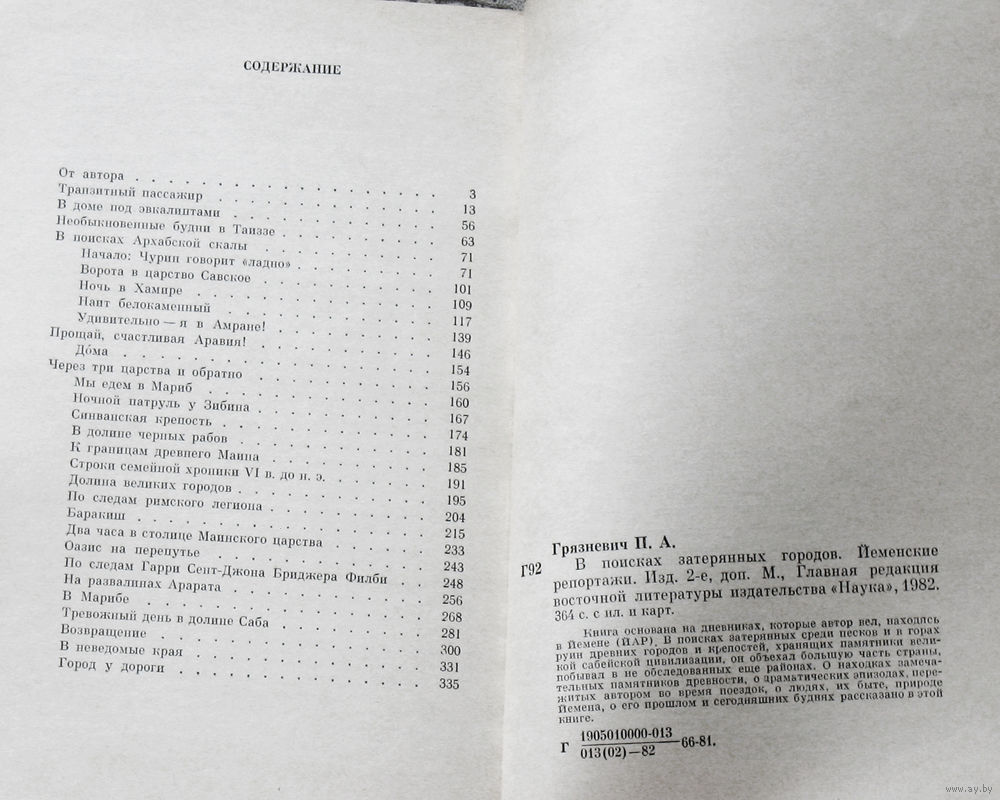 СОДЕРЖАНИЕ
От автора . . . . . . . . . . 3
Транзитный пассажир . . . . . . . . . . 13
В доме под эвкалиптами . . . . . . . . . . 56
Необыкновенные будни в Таиззе . . . . . . . . . . 63
В поисках Архабской скалы . . . . . . . . . . 71
Начало: Чурин говорит «ладно» . . . . . . . . . . 71
Ворота в царство Савское . . . . . . . . . . 101
Ночь в Хамире . . . . . . . . . . 109
Наит белокаменный . . . . . . . . . . 117
Удивительно — я в Амране! . . . . . . . . . . 139
Прощай, счастливая Аравия! . . . . . . . . . . 146
До́ма . . . . . . . . . . 154
Через три царства и обратно . . . . . . . . . . 156
Мы едем в Мариб . . . . . . . . . . 160
Ночной патруль у Зибина . . . . . . . . . . 167
Синванская крепость . . . . . . . . . . 174
В долине черных рабов . . . . . . . . . . 181
К границам древнего Маина . . . . . . . . . . 185
Строки семейной хроники VI в. до н. э. . . . . . . . . . . 191
Долина великих городов . . . . . . . . . . 195
По следам римского легиона . . . . . . . . . . 204
Баракиш . . . . . . . . . . 215
Два часа в столице Маинского царства . . . . . . . . . . 233
Оазис на перепутье . . . . . . . . . . 243
По следам Гарри Сент-Джона Бриджера Филби . . . . . 248
На развалинах Арарата . . . . . . . . . . 256
В Марибе . . . . . . . . . . 268
Тревожный день в долине Саба . . . . . . . . . . 281
Возвращение . . . . . . . . . . 300
В неведомые края . . . . . . . . . . 331
Город у дороги . . . . . . . . . . 335
Грязневич П. А.
Г92 В поисках затерянных городов. Йеменские
репортажи. Изд. 2-е, доп. М., Главная редакция
восточной литературы издательства «Наука», 1982.
364 с. с ил. и карт.
Книга основана на дневниках, которые автор вел, находясь
в Йемене (ЙАР). В поисках затерянных среди песков и в горах
руин древних городов и крепостей, хранящих памятники вели-
кой сабейской цивилизации, он объехал большую часть страны,
побывал в не обследованных еще районах. О находках замеча-
тельных памятников древности, о драматических эпизодах, пере-
житых автором во время поездок, о людях, их быте, природе
Йемена, о его прошлом и сегодняшних буднях рассказано в этой
книге.
Г 1905010000-013
013(02)—82 66-81.
www.ay.by